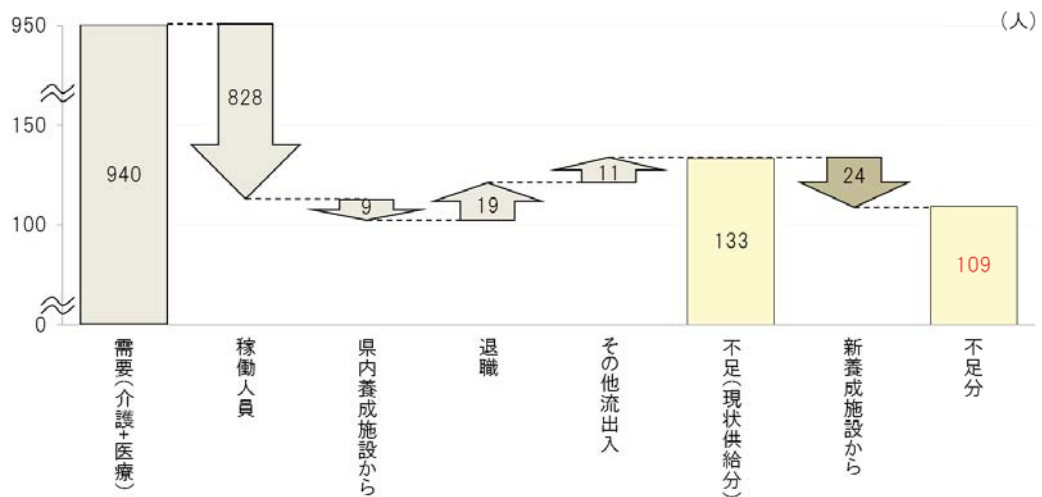 (人)
950
150
100
0
940
828
9
19
11
133
24
109
需要(介護+医療)
稼働人員
県内養成施設から
退職
その他流出入
不足(現状供給分)
新養成施設から
不足分